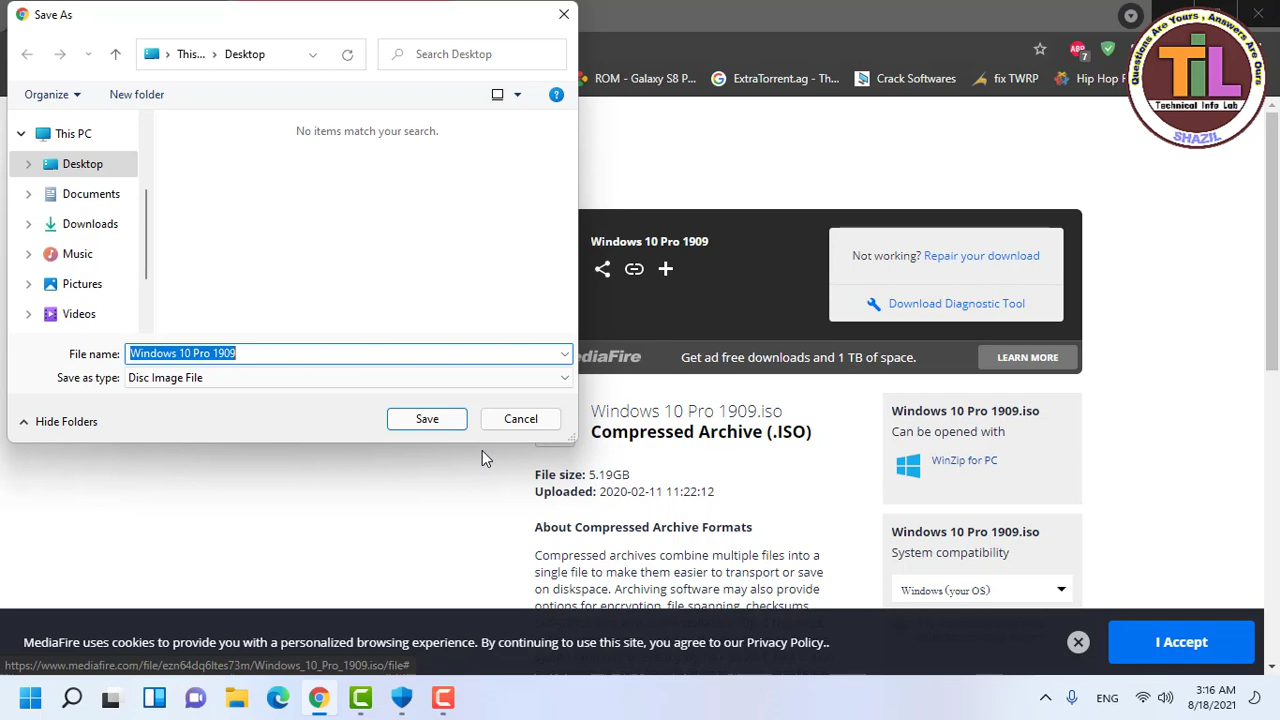 Save As
This... Desktop
Search Desktop
Organize
New folder
No items match your search.
This PC
Desktop
Documents
Downloads
Music
Pictures
Videos
File name: Windows 10 Pro 1909
Save as type: Disc Image File
Hide Folders
Save
Cancel
ROM - Galaxy S8 P...
ExtraTorrent.ag - Th...
Crack Softwares
fix TWRP
Hip Hop
7
Questions Are Yours , Answers Are Ours
TiL
Technical Info Lab
SHAZIL
Windows 10 Pro 1909
Not working? Repair your download
Download Diagnostic Tool
Get ad free downloads and 1 TB of space.
LEARN MORE
Windows 10 Pro 1909.iso
Compressed Archive (.ISO)
File size: 5.19GB
Uploaded: 2020-02-11 11:22:12
About Compressed Archive Formats
Compressed archives combine multiple files into a
single file to make them easier to transport or save
on diskspace. Archiving software may also provide
options for encryption, file spanning, checksums,
Windows 10 Pro 1909.iso
Can be opened with
WinZip for PC
Windows 10 Pro 1909.iso
System compatibility
Windows (your OS)
MediaFire uses cookies to provide you with a personalized browsing experience. By continuing to use this site, you agree to our Privacy Policy..
I Accept
https://www.mediafire.com/file/ezn64dq6ltes73m/Windows_10_Pro_1909.iso/file#
ENG
3:16 AM
8/18/2021